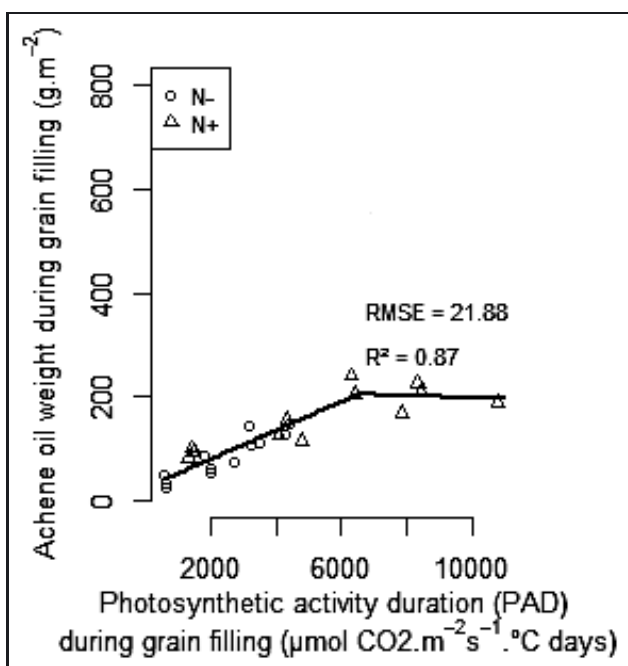 Achene oil weight during grain filling (g.m⁻²)
800
600
400
200
0
N−
N+
RMSE = 21.88
R² = 0.87
2000 6000 10000
Photosynthetic activity duration (PAD)
during grain filling (µmol CO2.m⁻²s⁻¹.ºC days)